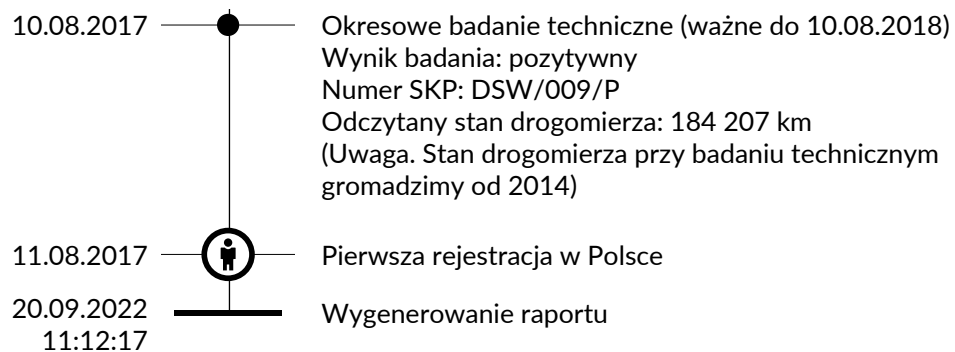 10.08.2017
Okresowe badanie techniczne (ważne do 10.08.2018)
Wynik badania: pozytywny
Numer SKP: DSW/009/P
Odczytany stan drogomierza: 184 207 km
(Uwaga. Stan drogomierza przy badaniu technicznym
gromadzimy od 2014)
11.08.2017
Pierwsza rejestracja w Polsce
20.09.2022
11:12:17
Wygenerowanie raportu